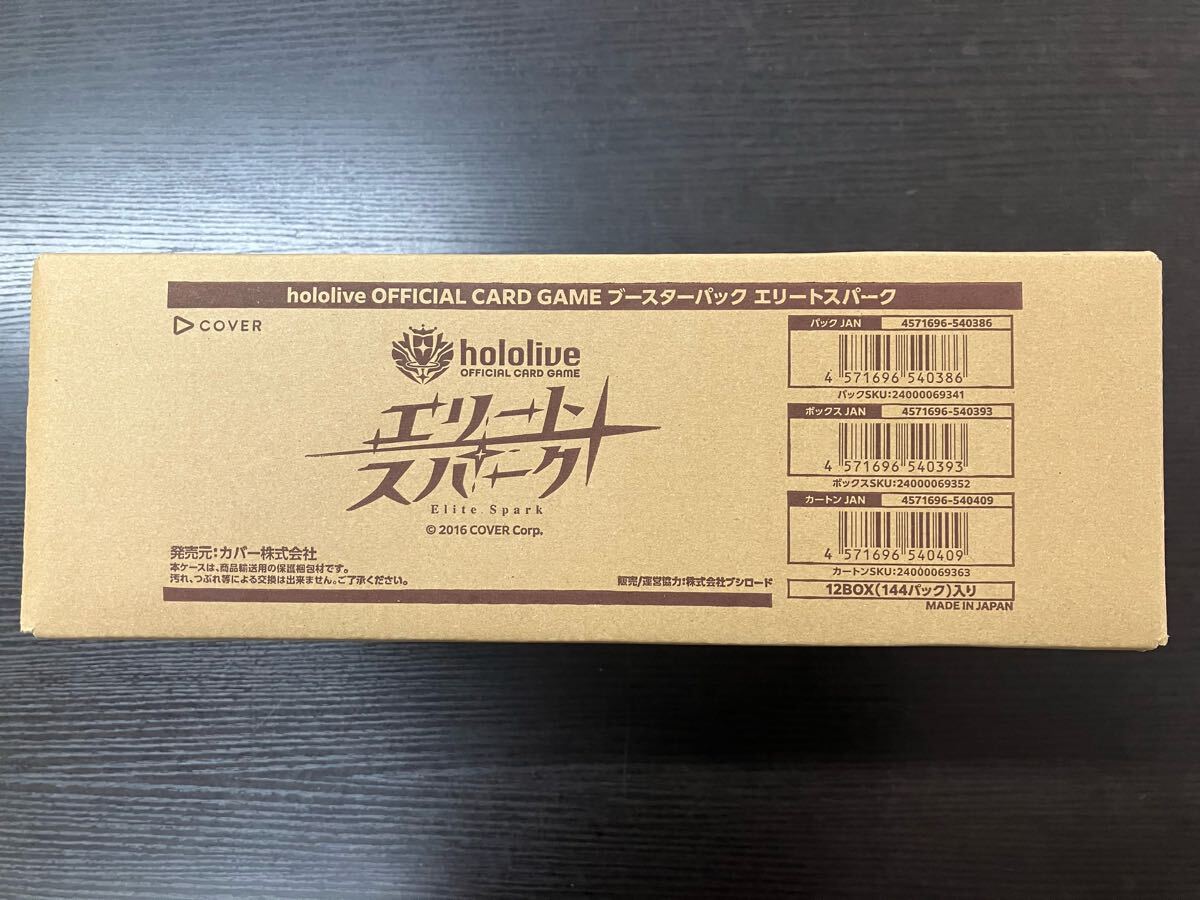 hololive OFFICIAL CARD GAME ブースターパック エリートスパーク
COVER
hololive
OFFICIAL CARD GAME
エリート
スパーク
Elite Spark
© 2016 COVER Corp.
発売元:カバー株式会社
本ケースは、商品輸送用の保護梱包材です。
汚れ、つぶれ等による交換は出来ません。ご了承ください。
販売/運営協力:株式会社ブシロード
パック JAN 4571696-540386
4 571696 540386
パックSKU:24000069341
ボックス JAN 4571696-540393
4 571696 540393
ボックスSKU:24000069352
カートン JAN 4571696-540409
4 571696 540409
カートンSKU:24000069363
12BOX(144パック)入り
MADE IN JAPAN